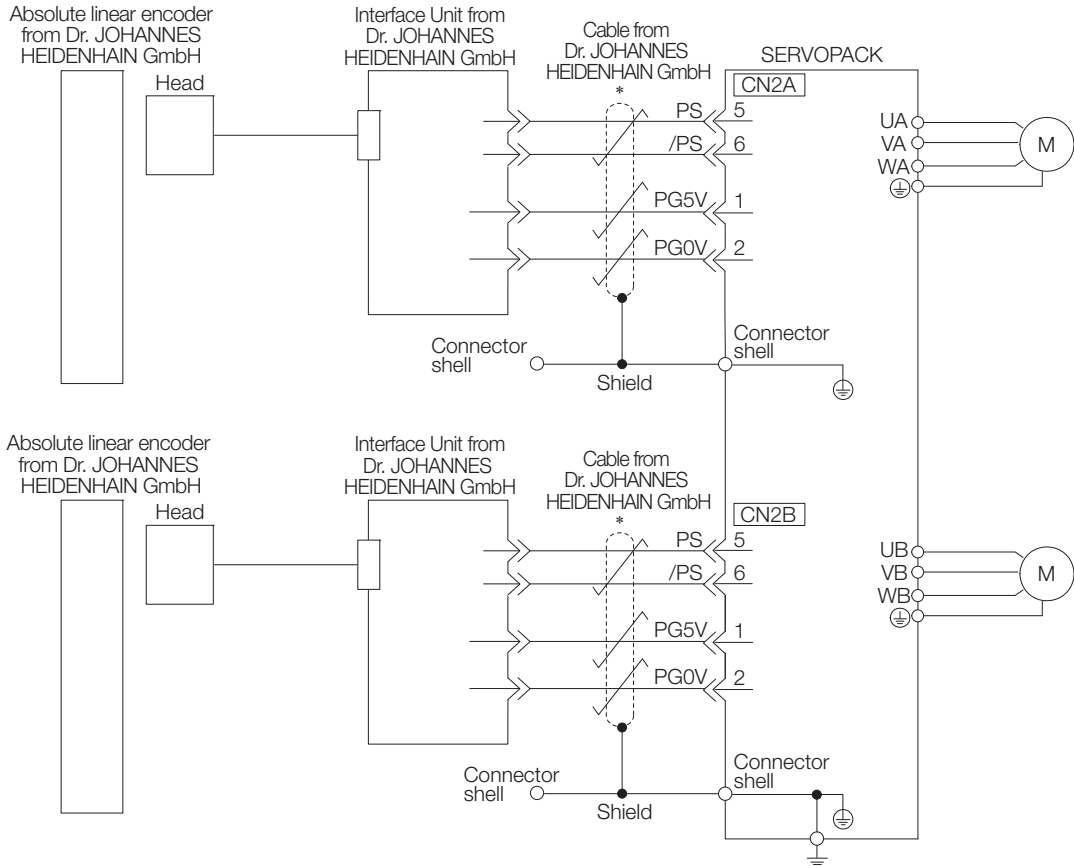 Absolute linear encoder
from Dr. JOHANNES
HEIDENHAIN GmbH
Head
Interface Unit from
Dr. JOHANNES
HEIDENHAIN GmbH
Cable from
Dr. JOHANNES
HEIDENHAIN GmbH
*
SERVOPACK
CN2A
PS 5
/PS 6
PG5V 1
PG0V 2
UA
VA
WA
M
Connector
shell
Shield
Connector
shell
Absolute linear encoder
from Dr. JOHANNES
HEIDENHAIN GmbH
Head
Interface Unit from
Dr. JOHANNES
HEIDENHAIN GmbH
Cable from
Dr. JOHANNES
HEIDENHAIN GmbH
*
CN2B
PS 5
/PS 6
PG5V 1
PG0V 2
UB
VB
WB
M
Connector
shell
Shield
Connector
shell